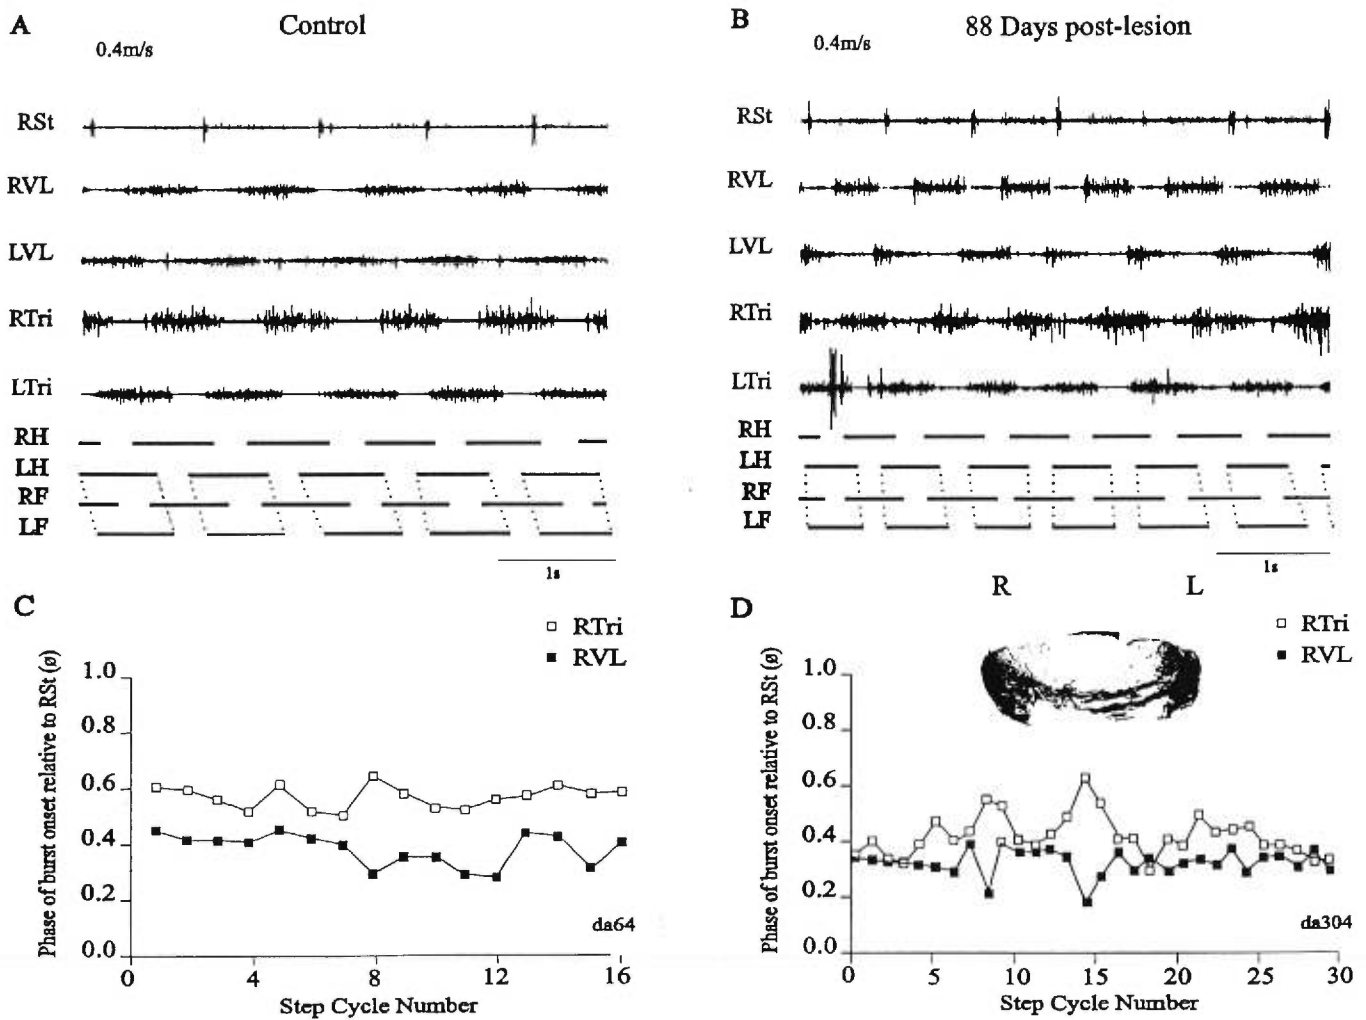 A
Control
0.4m/s
RSt
RVL
LVL
RTri
LTri
RH
LH
RF
LF
1s
B
88 Days post-lesion
0.4m/s
RSt
RVL
LVL
RTri
LTri
RH
LH
RF
LF
1s
C
RTri
RVL
Phase of burst onset relative to RSt (ø)
1.0
0.8
0.6
0.4
0.2
0.0
da64
0 4 8 12 16
Step Cycle Number
R L
D
RTri
RVL
Phase of burst onset relative to RSt (ø)
1.0
0.8
0.6
0.4
0.2
0.0
da304
0 5 10 15 20 25 30
Step Cycle Number